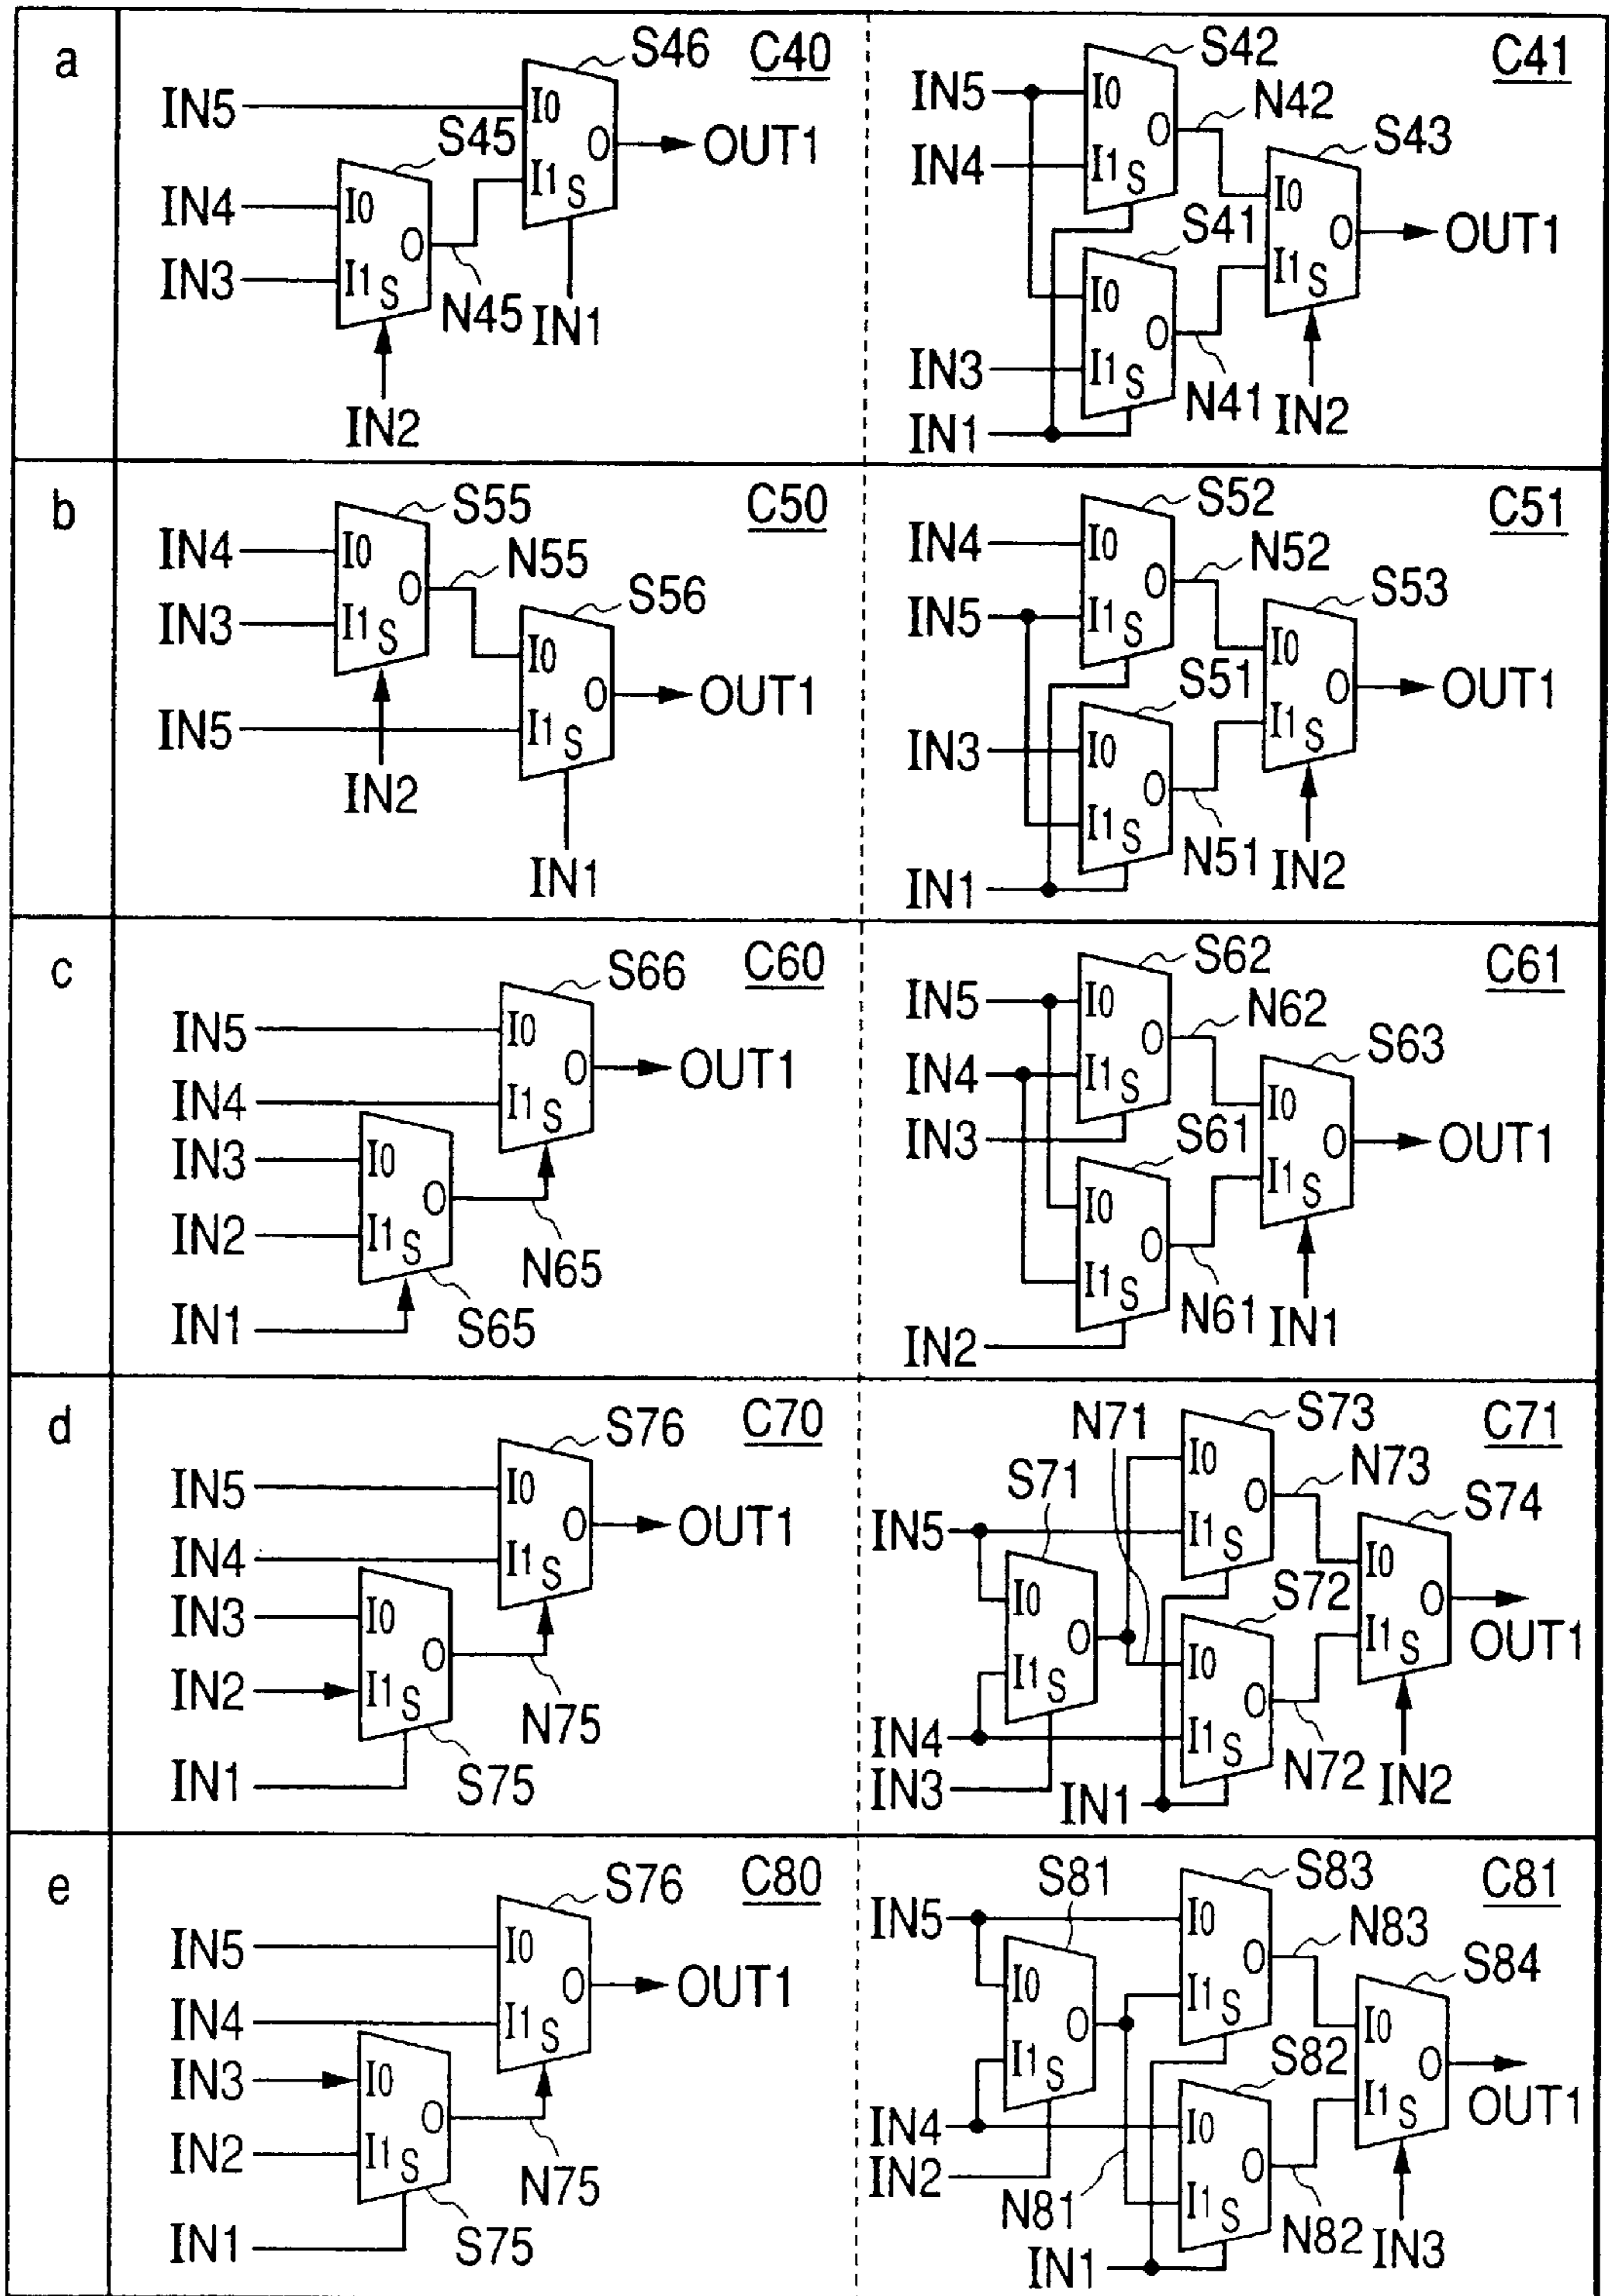 a
S46
C40
IN5
I0
S45
O
OUT1
IN4
I0
I1
S
O
IN3
I1
S
N45
IN1
IN2
S42
C41
IN5
I0
N42
O
S43
IN4
I1
S
I0
S41
O
OUT1
I0
I1
S
O
IN3
I1
S
N41
IN2
IN1
b
S55
C50
IN4
I0
N55
O
S56
IN3
I1
S
I0
O
OUT1
IN5
I1
S
IN2
IN1
S52
C51
IN4
I0
N52
O
S53
IN5
I1
S
I0
S51
O
OUT1
IN3
I0
I1
S
O
I1
S
N51
IN2
IN1
c
S66
C60
IN5
I0
O
OUT1
IN4
I1
S
IN3
I0
O
IN2
I1
S
N65
IN1
S65
S62
C61
IN5
I0
N62
O
S63
IN4
I1
S
I0
IN3
S61
O
OUT1
I0
I1
S
O
I1
S
N61
IN1
IN2
d
S76
C70
IN5
I0
O
OUT1
IN4
I1
S
IN3
I0
O
IN2
I1
S
N75
IN1
S75
S73
C71
N71
I0
N73
S71
O
S74
IN5
I1
S
I0
I0
S72
O
O
I0
I1
S
OUT1
I1
S
O
IN4
I1
S
N72
IN3
IN1
IN2
e
S76
C80
IN5
I0
O
OUT1
IN4
I1
S
IN3
I0
O
IN2
I1
S
N75
IN1
S75
S83
C81
S81
IN5
I0
N83
O
S84
I0
I1
S
O
I0
I1
S
S82
O
IN4
I0
I1
S
OUT1
O
IN2
I1
S
N81
N82
IN3
IN1